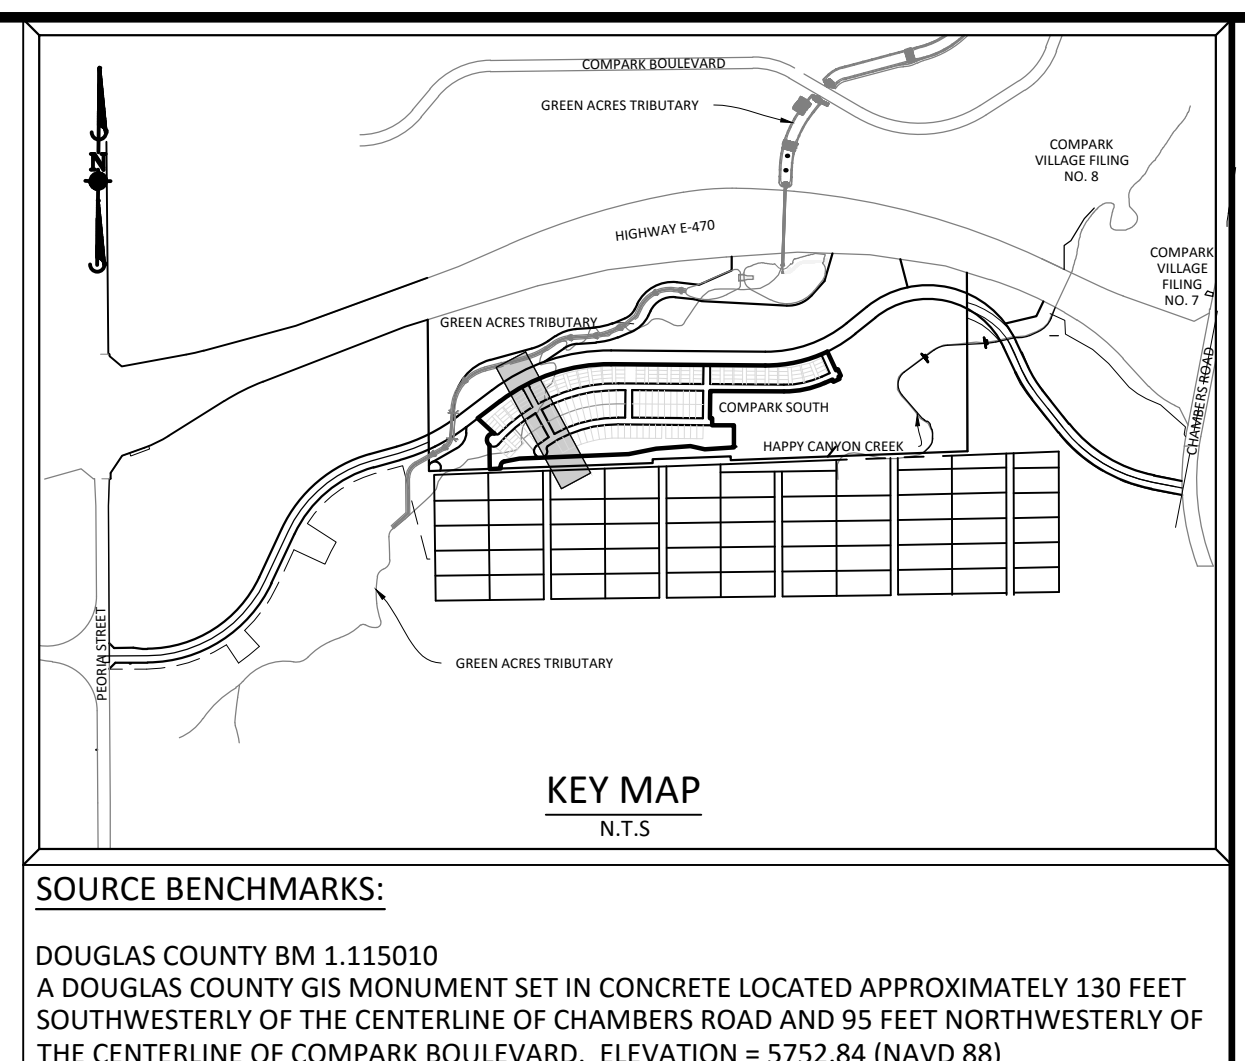 COMPARK BOULEVARD
GREEN ACRES TRIBUTARY
COMPARK
VILLAGE FILING
NO. 8
N
HIGHWAY E-470
COMPARK
VILLAGE
FILING
NO. 7
GREEN ACRES TRIBUTARY
CHAMBERS ROAD
COMPARK SOUTH
HAPPY CANYON CREEK
PEORIA STREET
GREEN ACRES TRIBUTARY
KEY MAP
N.T.S
SOURCE BENCHMARKS:
DOUGLAS COUNTY BM 1.115010
A DOUGLAS COUNTY GIS MONUMENT SET IN CONCRETE LOCATED APPROXIMATELY 130 FEET
SOUTHWESTERLY OF THE CENTERLINE OF CHAMBERS ROAD AND 95 FEET NORTHWESTERLY OF
THE CENTERLINE OF COMPARK BOULEVARD. ELEVATION = 5752.84 (NAVD 88)